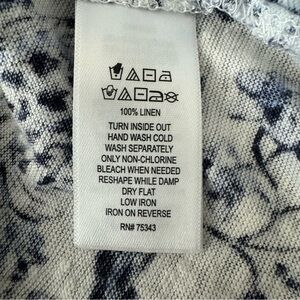 100% LINEN
TURN INSIDE OUT
HAND WASH COLD
WASH SEPARATELY
ONLY NON-CHLORINE
BLEACH WHEN NEEDED
RESHAPE WHILE DAMP
DRY FLAT
LOW IRON
IRON ON REVERSE
RN# 75343